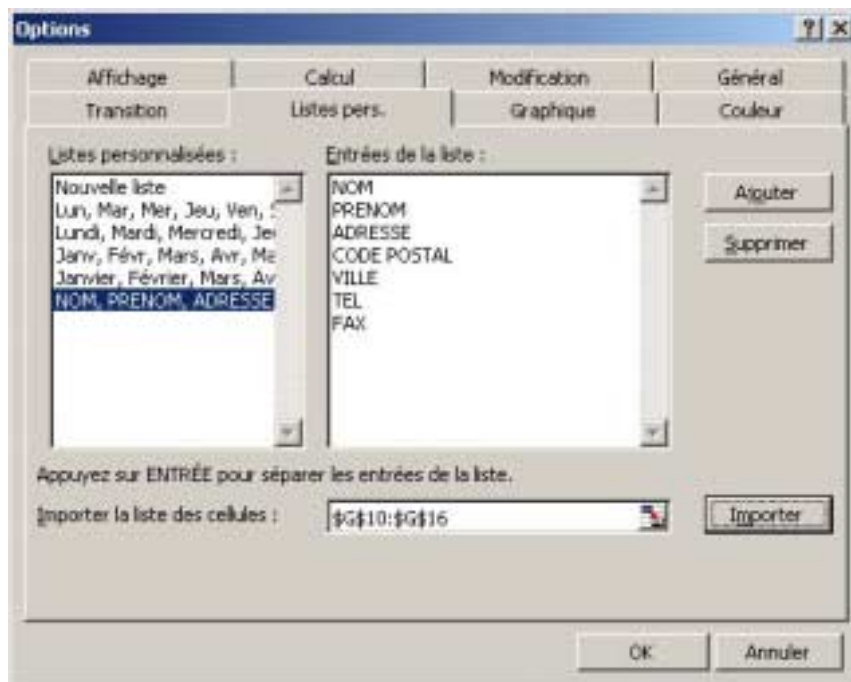 Options
Affichage Calcul Modification Général
Transition Listes pers. Graphique Couleur
Listes personnalisées : Entrées de la liste :
Nouvelle liste
Lun, Mar, Mer, Jeu, Ven, S
Lundi, Mardi, Mercredi, Jeu
Janv, Févr, Mars, Avr, Ma
Janvier, Février, Mars, Av
NOM, PRENOM, ADRESSE
NOM
PRENOM
ADRESSE
CODE POSTAL
VILLE
TEL
FAX
Ajouter
Supprimer
Appuyez sur ENTRÉE pour séparer les entrées de la liste.
Importer la liste des cellules : $G$10:$G$16 Importer
OK Annuler